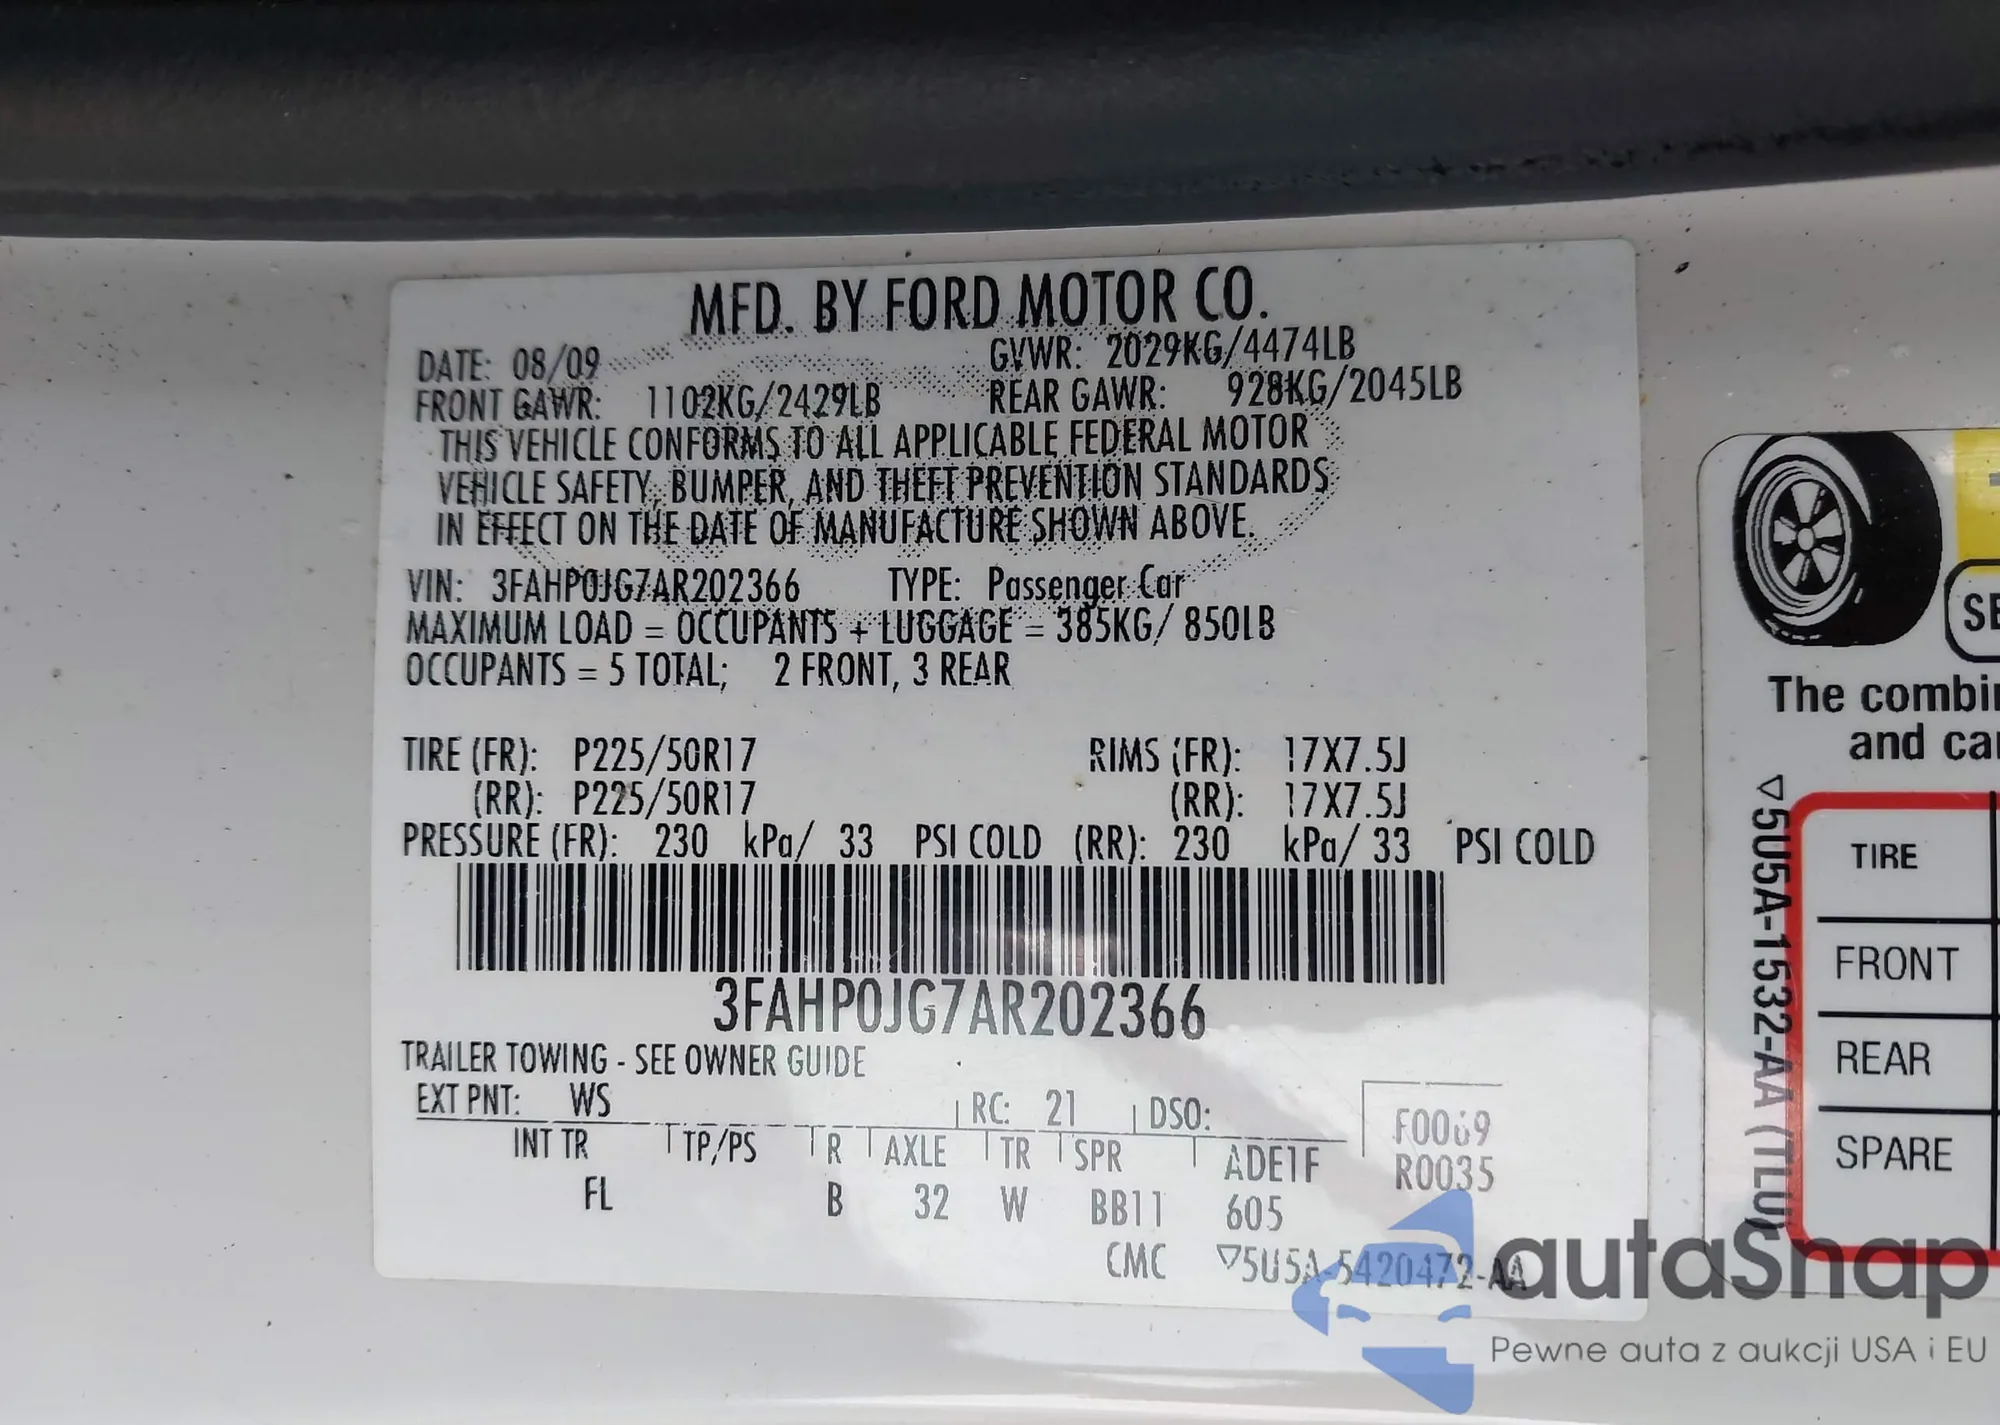 MFD. BY FORD MOTOR CO.
DATE: 08/09 GVWR: 2029KG/4474LB
FRONT GAWR: 1102KG/2429LB REAR GAWR: 928KG/2045LB
THIS VEHICLE CONFORMS TO ALL APPLICABLE FEDERAL MOTOR
VEHICLE SAFETY, BUMPER, AND THEFT PREVENTION STANDARDS
IN EFFECT ON THE DATE OF MANUFACTURE SHOWN ABOVE.
VIN: 3FAHP0JG7AR202366 TYPE: Passenger Car
MAXIMUM LOAD = OCCUPANTS + LUGGAGE = 385KG/ 850LB
OCCUPANTS = 5 TOTAL; 2 FRONT, 3 REAR
TIRE (FR): P225/50R17 RIMS (FR): 17X7.5J
(RR): P225/50R17 (RR): 17X7.5J
PRESSURE (FR): 230 kPa/ 33 PSI COLD (RR): 230 kPa/ 33 PSI COLD
3FAHP0JG7AR202366
TRAILER TOWING - SEE OWNER GUIDE
EXT PNT: WS RC: 21 DSO:
F0069
R0035
INT TR TP/PS R AXLE TR SPR ADE1F
FL B 32 W BB11 605
CMC ▽5U5A-5420472-AA
SE
The combin
and ca
▽5U5A-1532-AA (TLU)
TIRE
FRONT
REAR
SPARE
autaSnap
Pewne auta z aukcji USA i EU